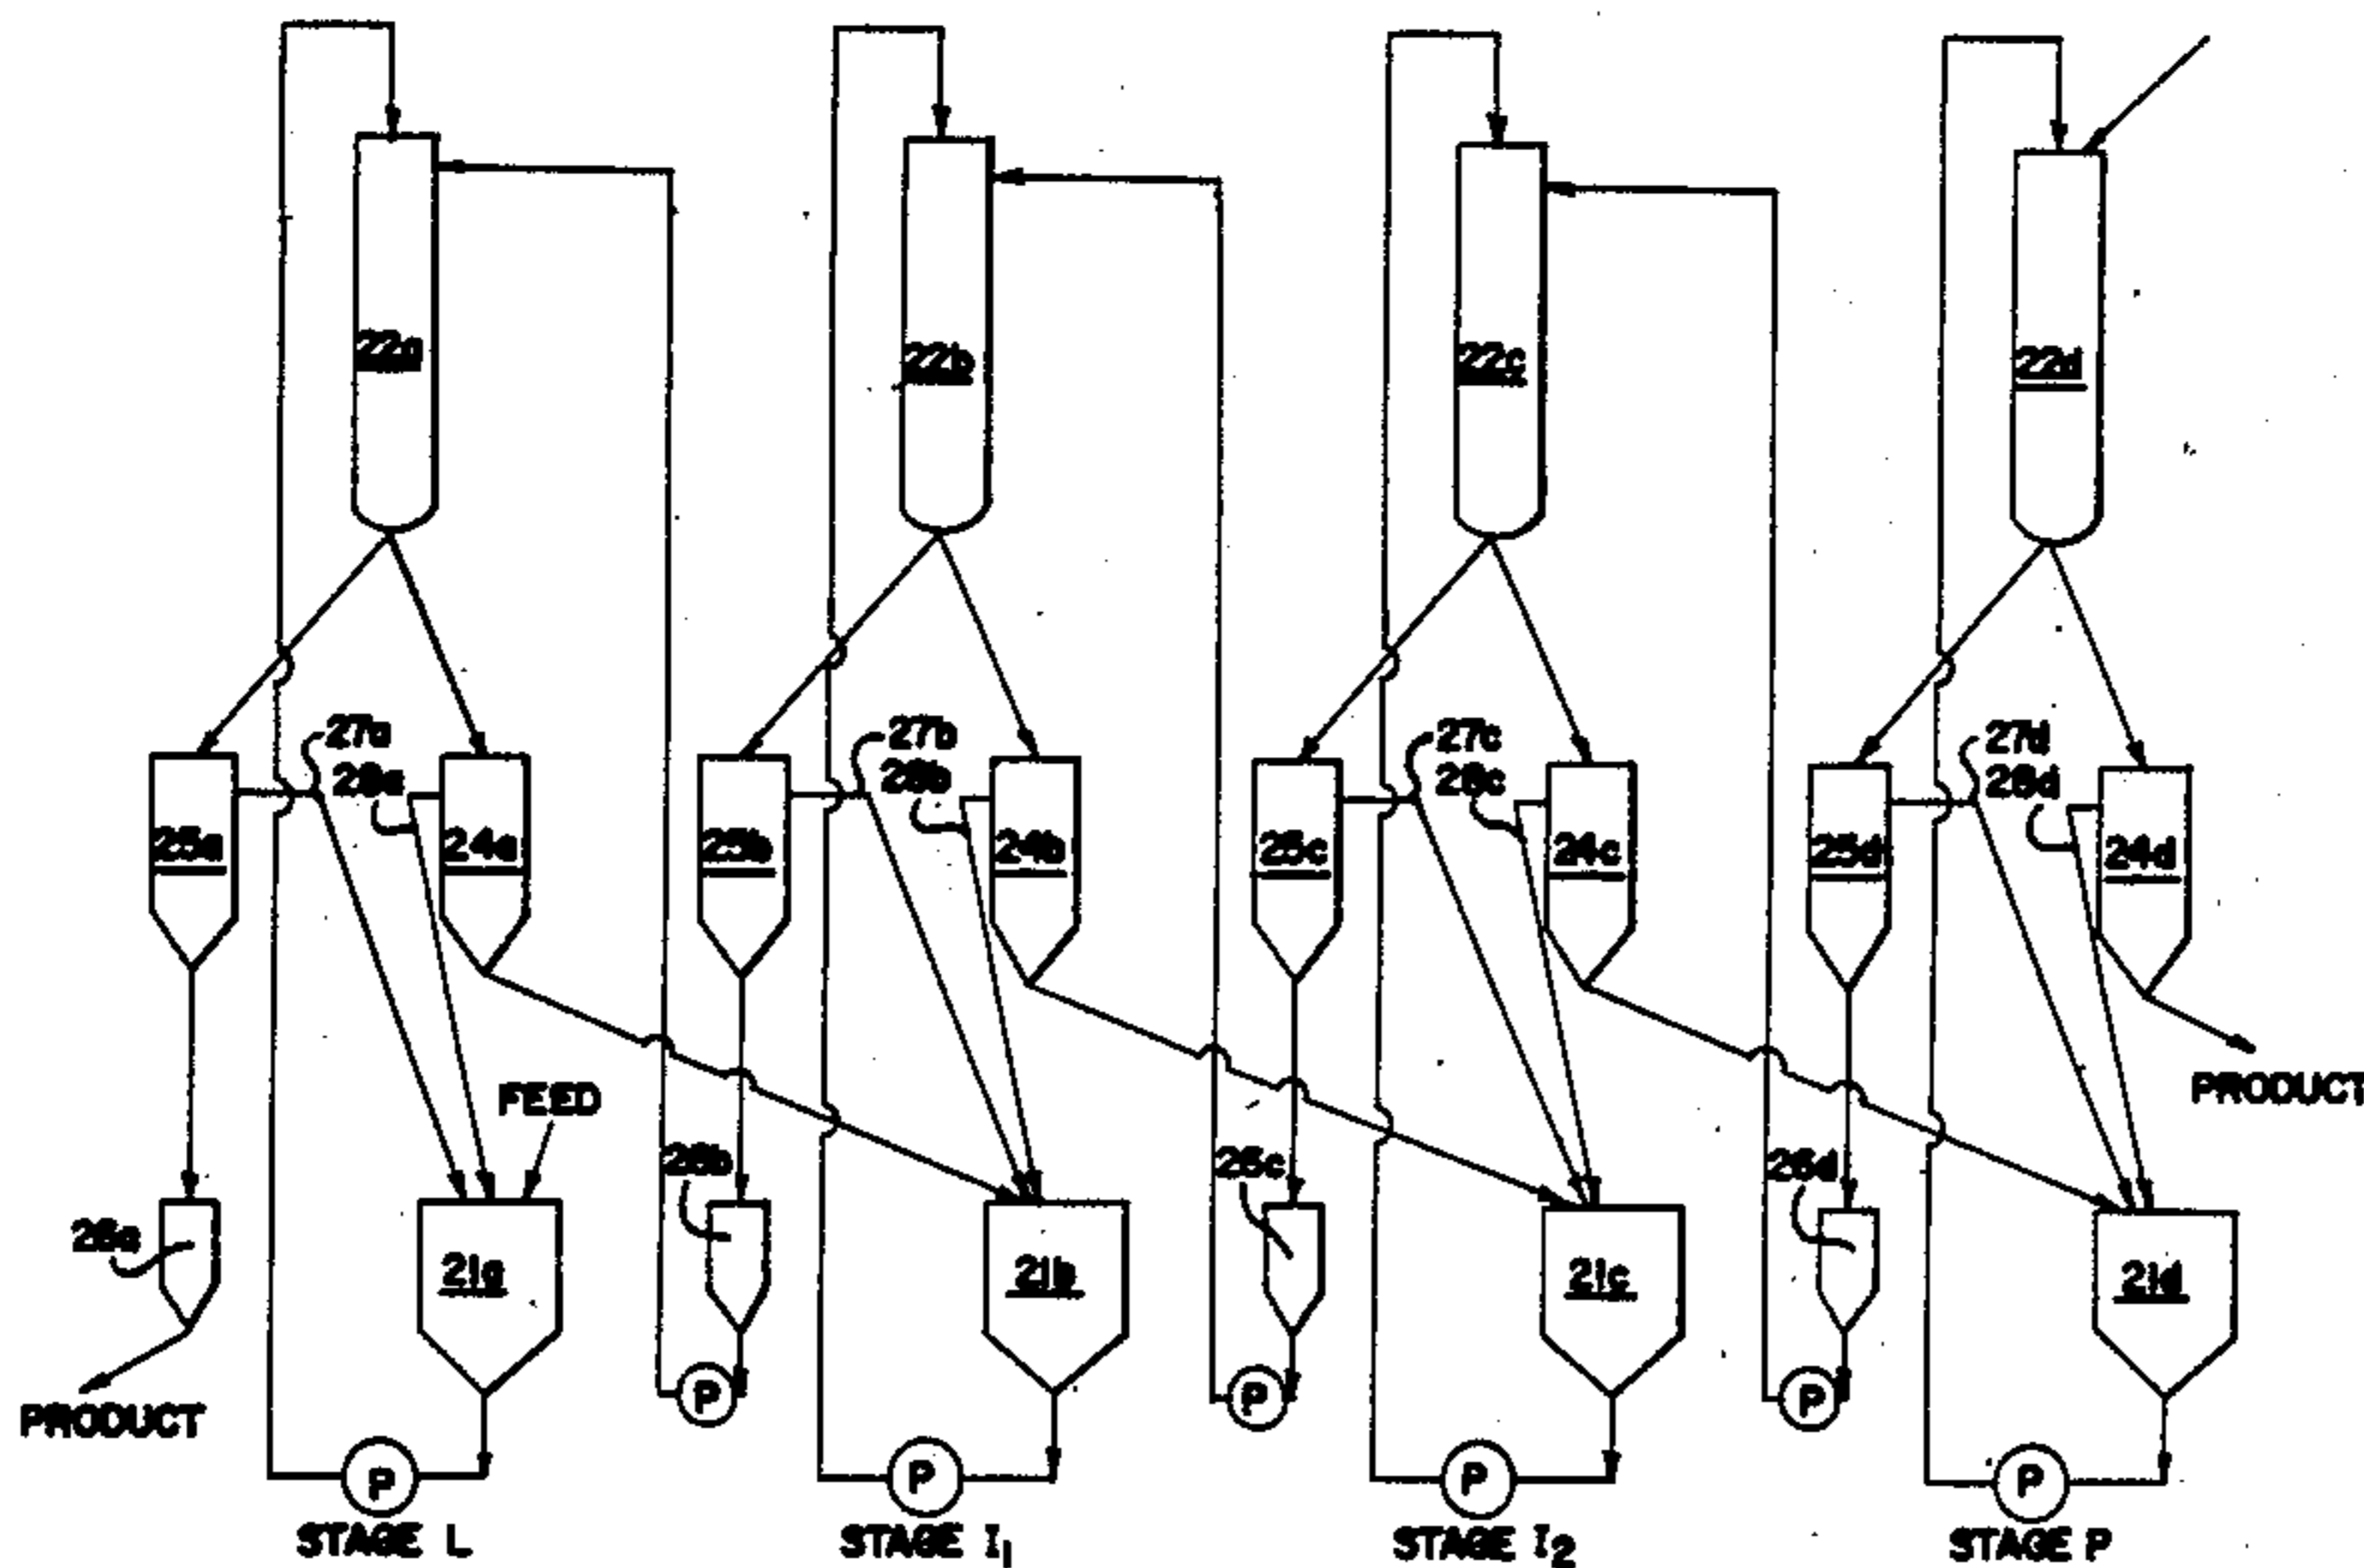 22a 22b 22c 22d
27a 27b 27c 27d
28a 28b 28c 28d
25a 24a 25b 24b 25c 24c 25d 24d
FEED
PRODUCT
26b 26c 26d
26a
21a 21b 21c 21d
P P P
PRODUCT
P P P P
STAGE L STAGE I₁ STAGE I₂ STAGE P